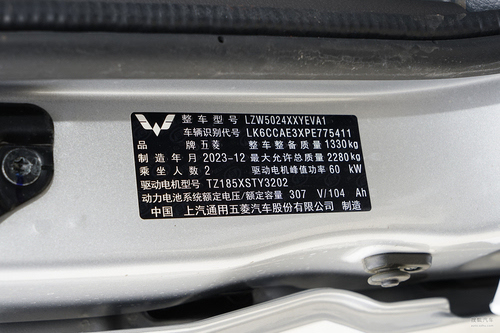 整车型号 LZW5024XXYEVA1
车辆识别代号 LK6CCAE3XPE775411
品牌 五菱 整车整备质量 1330kg
制造年月 2023-12 最大允许总质量 2280kg
乘坐人数 2 驱动电机峰值功率 60 kW
驱动电机型号 TZ185XSTY3202
动力电池系统额定电压/额定容量 307 V/104 Ah
中国 上汽通用五菱汽车股份有限公司 制造